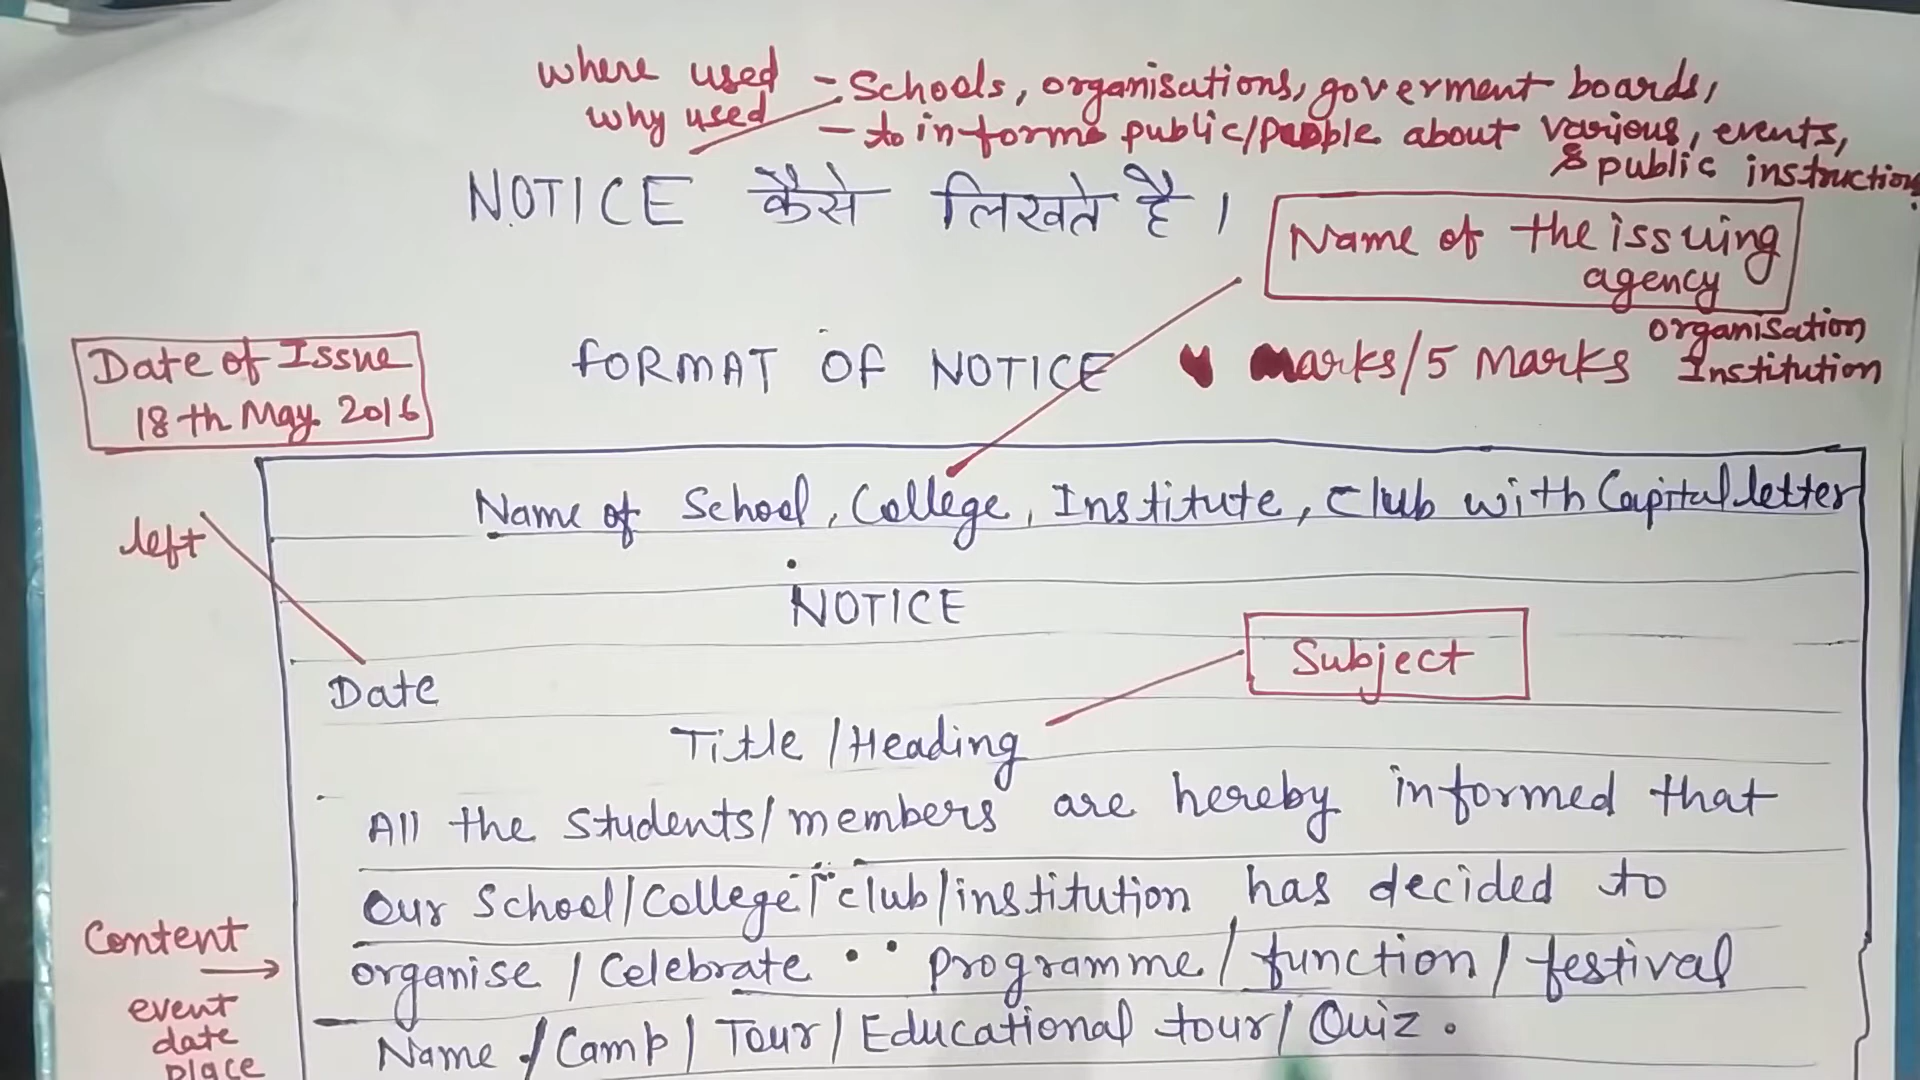 where used - Schools, organisations, goverment boards,
why used - to informs public/people about various, events,
& public instruction
NOTICE कैसे लिखते है।
Name of the issuing
agency
organisation
Institution
Date of Issue
18th May 2016
FORMAT OF NOTICE marks/5 Marks
Name of School, College, Institute, Club with Capital letter
left
NOTICE
Subject
Date
Title / Heading
All the students/members are hereby informed that
Our School/College/club/institution has decided to
Content
organise / Celebrate .. programme/function/festival
event
date
place
Name / Camp / Tour / Educational tour / Quiz.